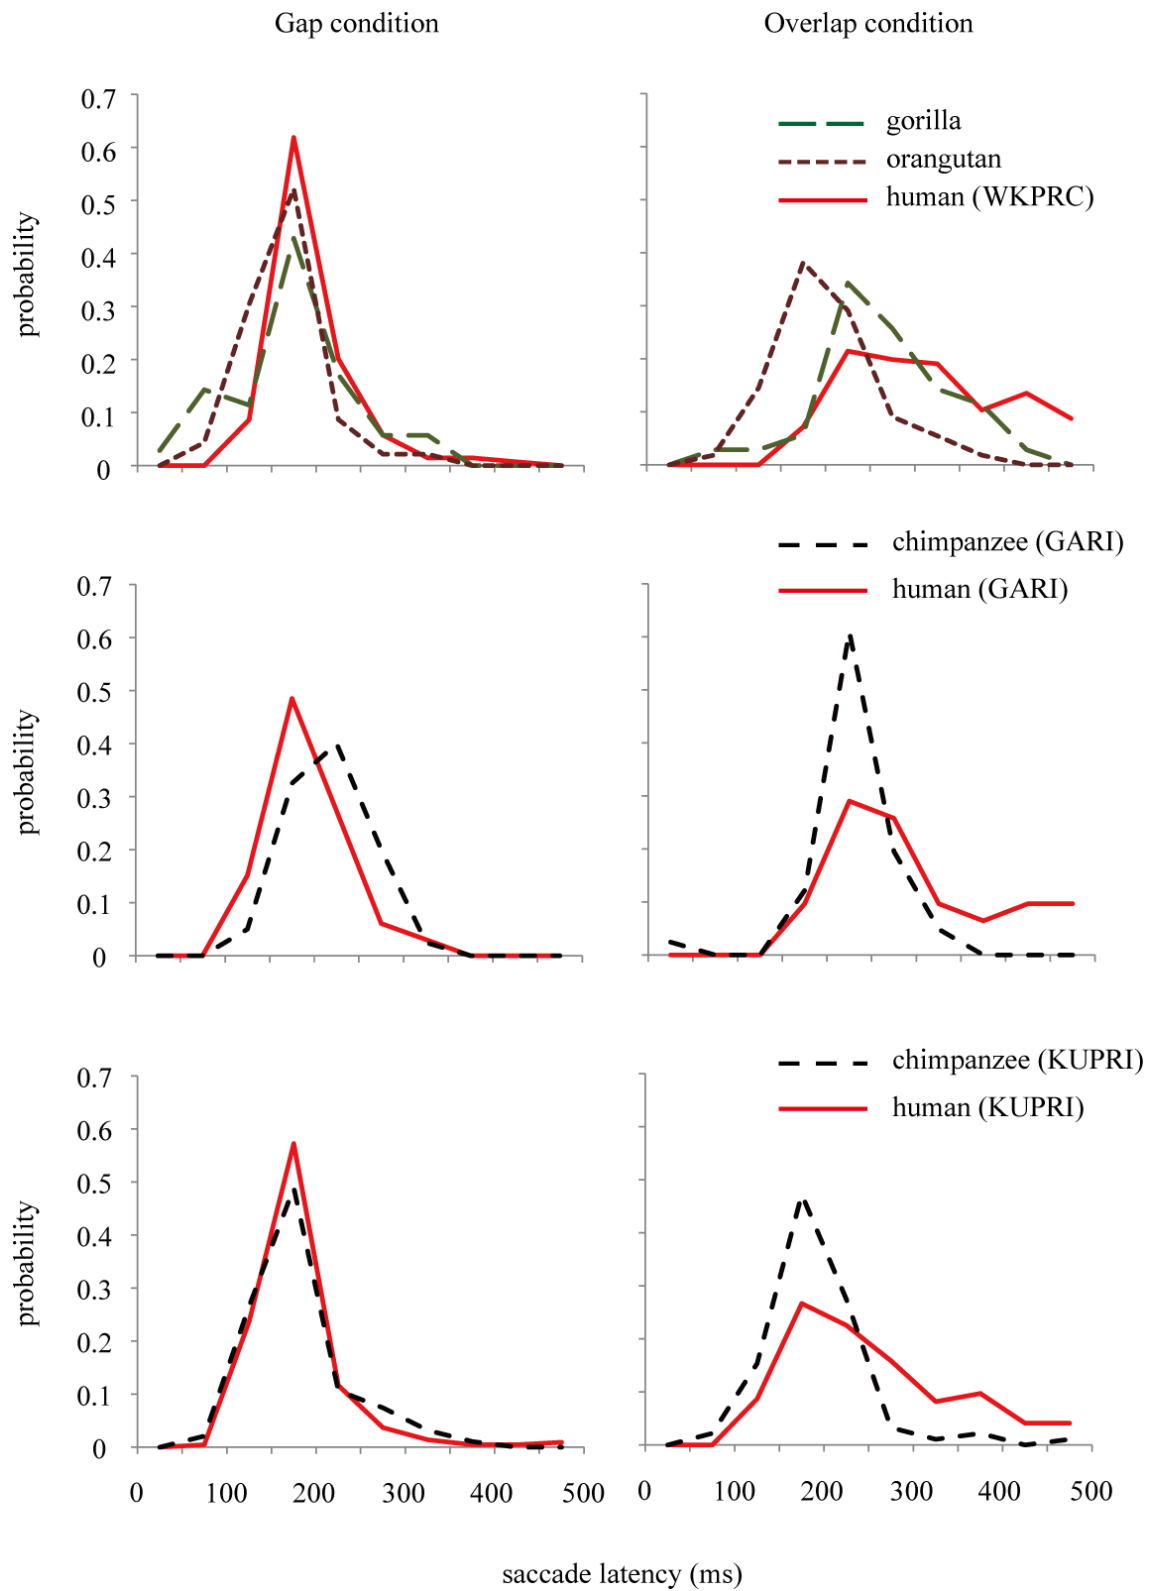 Gap condition
Overlap condition
0.7
0.6
0.5
0.4
0.3
0.2
0.1
0
probability
gorilla
orangutan
human (WKPRC)
0.7
0.6
0.5
0.4
0.3
0.2
0.1
0
probability
chimpanzee (GARI)
human (GARI)
0.7
0.6
0.5
0.4
0.3
0.2
0.1
0
probability
chimpanzee (KUPRI)
human (KUPRI)
0 100 200 300 400 500
0 100 200 300 400 500
saccade latency (ms)